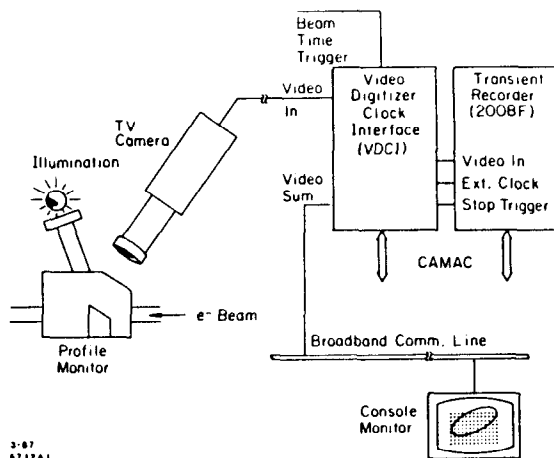 Beam
Time
Trigger
Video
In
Video
Digitizer
Clock
Interface
(VDCI)
Transient
Recorder
(2008F)
TV
Camera
Illumination
Video
Sum
Video In
Ext. Clock
Stop Trigger
CAMAC
e- Beam
Profile
Monitor
Broadband Comm. Line
Console
Monitor
3-87
5717A1